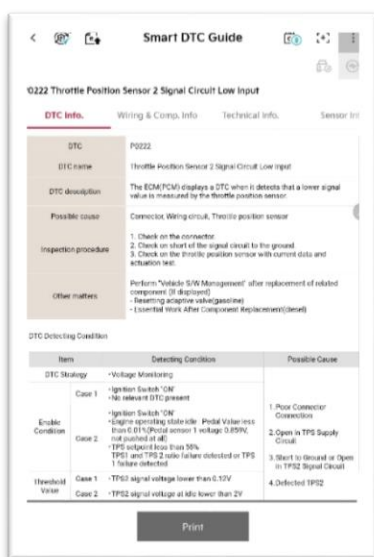 Smart DTC Guide
P0222 Throttle Position Sensor 2 Signal Circuit Low Input
DTC Info.
Wiring & Comp. Info
Technical Info.
Sensor In
DTC
P0222
DTC name
Throttle Position Sensor 2 Signal Circuit Low Input
DTC description
The ECM(PCM) displays a DTC when it detects that a lower signal
value is measured by the throttle position sensor.
Possible cause
Connector, Wiring circuit, Throttle position sensor
Inspection procedure
1. Check on the connector.
2. Check on short of the signal circuit to the ground
3. Check on the throttle position sensor with current data and
actuation test.
Other matters
Perform "Vehicle S/W Management" after replacement of related
component (If displayed)
- Resetting adaptive valve(gasoline)
- Essential Work After Component Replacement(diesel)
DTC Detecting Condition
Item
Detecting Condition
Possible Cause
DTC Strategy
•Voltage Monitoring
Enable
Condition
Case 1
•Ignition Switch "ON"
•No relevant DTC present
Case 2
•Ignition Switch "ON"
•Engine operating state idle : Pedal Value less
than 0.01%(Pedal sensor 1 voltage 0.859V,
not pushed at all)
•TPS setpoint less than 56%
TPS1 and TPS 2 ratio failure detected or TPS
1 failure detected
Threshold
Value
Case 1
•TPS2 signal voltage lower than 0.12V
Case 2
•TPS2 signal voltage at idle lower than 2V
1.Poor Connector
Connection
2.Open in TPS Supply
Circuit
3.Short to Ground or Open
in TPS2 Signal Circuit
4.Defected TPS2
Print